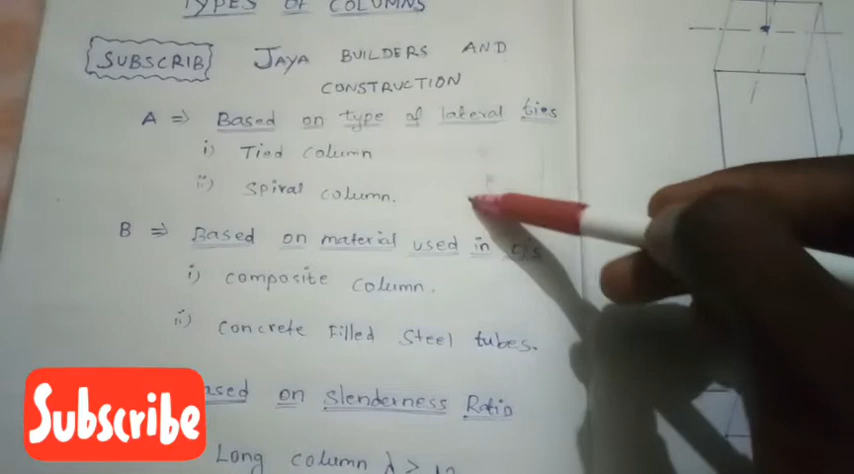 TYPES OF COLUMNS
SUBSCRIB JAYA BUILDERS AND
CONSTRUCTION
A ⇒ Based on type of lateral ties
i) Tied column
ii) Spiral column.
B ⇒ Based on material used in
i) composite column.
ii) concrete Filled Steel tubes.
on Slenderness Ratio
Subscribe
Long column λ >